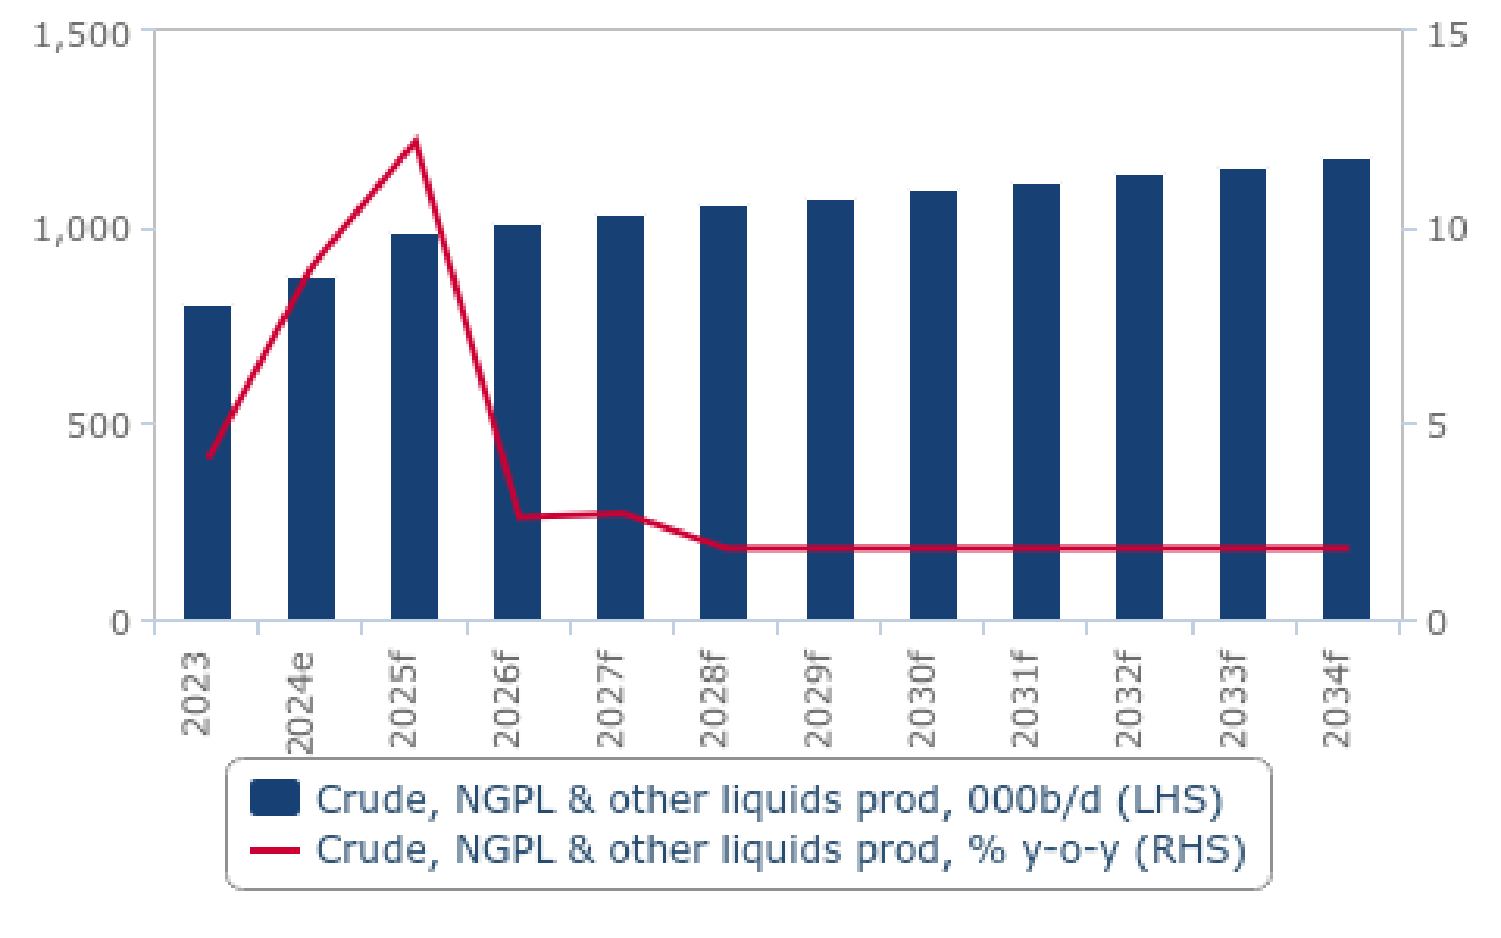 1,500
15
1,000
10
500
5
0
0
2023
2024e
2025f
2026f
2027f
2028f
2029f
2030f
2031f
2032f
2033f
2034f
Crude, NGPL & other liquids prod, 000b/d (LHS)
Crude, NGPL & other liquids prod, % y-o-y (RHS)